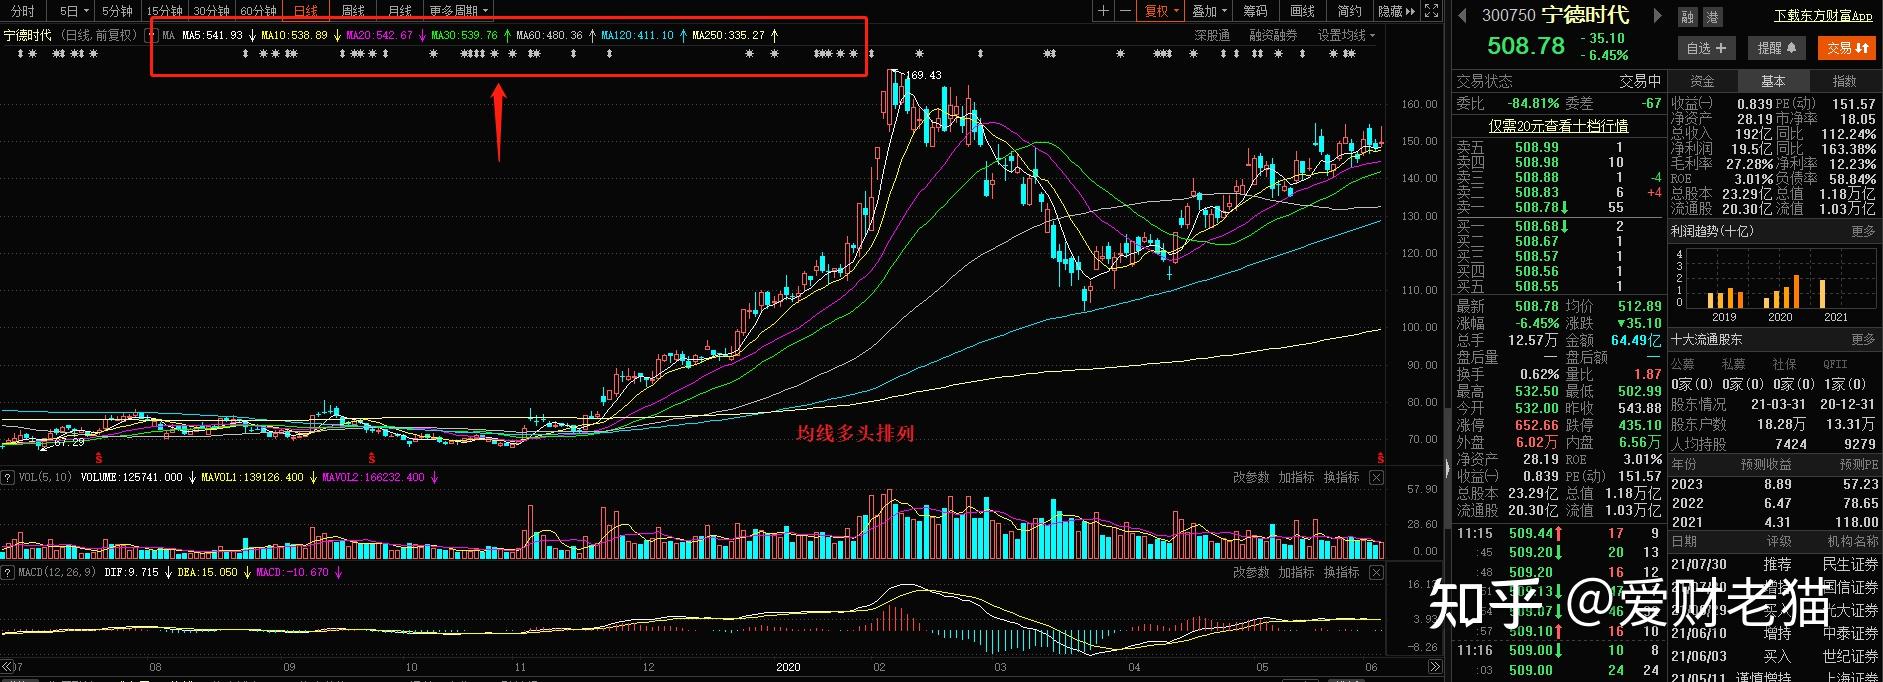 分时 5日 5分钟 15分钟 30分钟 60分钟 日线 周线 月线 更多周期 复权 叠加 筹码 画线 简约 隐藏
宁德时代 (日线,前复权) MA MA5:541.93↓ MA10:538.89↓ MA20:542.67↓ MA30:539.76↑ MA60:480.36↑ MA120:411.10↑ MA250:335.27↑ 深股通 融资融券 设置均线
169.43
160.00
150.00
140.00
130.00
120.00
110.00
100.00
90.00
80.00
70.00
67.29
均线多头排列
VOL(5,10) VOLUME:125741.000↓ MAVOL1:139126.400↓ MAVOL2:166232.400↓ 改参数 加指标 换指标
57.90
28.60
0.00
MACD(12,26,9) DIF:9.715↓ DEA:15.050↓ MACD:-10.670↓ 改参数 加指标 换指标
3.93
-8.26
08 09 10 11 12 2020 02 03 04 05 06
300750 宁德时代 融 港 下载东方财富App
508.78 -35.10 -6.45% 自选+ 提醒 交易
交易状态 交易中 资金 基本 指数
委比 -84.81% 委差 -67
仅需20元查看十档行情
卖五 508.99 1
卖四 508.98 10
卖三 508.88 1 -4
卖二 508.83 6 +4
卖一 508.78↓ 55
买一 508.68↓ 2
买二 508.67 1
买三 508.57 1
买四 508.56 1
买五 508.55 1
最新 508.78 均价 512.89
涨幅 -6.45% 涨跌 ▼35.10
总手 12.57万 金额 64.49亿
盘后量 — 盘后额 —
换手 0.62% 量比 1.87
最高 532.50 最低 502.99
今开 532.00 昨收 543.88
涨停 652.66 跌停 435.10
外盘 6.02万 内盘 6.56万
净资产 28.19 ROE 3.01%
收益(一) 0.839 PE(动) 151.57
总股本 23.29亿 总值 1.18万亿
流通股 20.30亿 流值 1.03万亿
11:15 509.44↑ 17 9
:45 509.20↓ 20 13
:48 509.20 16 12
:57 509.10↑ 16 10
11:16 509.00↓ 10 8
:03 509.00 24 24
收益(一) 0.839 PE(动) 151.57
净资产 28.19 市净率 18.05
总收入 192亿 同比 112.24%
净利润 19.5亿 同比 163.38%
毛利率 27.28% 净利率 12.23%
ROE 3.01% 负债率 58.84%
总股本 23.29亿 总值 1.18万亿
流通股 20.30亿 流值 1.03万亿
利润趋势(十亿) 更多
4
3
2
1
0
2019 2020 2021
十大流通股东 更多
公募 私募 社保 QFII
0家(0) 0家(0) 0家(0) 1家(0)
股东情况 21-03-31 20-12-31
股东户数 18.28万 13.31万
人均持股 7424 9279
年份 预测收益 预测PE
2023 8.89 57.23
2022 6.47 78.65
2021 4.31 118.00
日期 评级 机构名称
21/07/30 推荐 民生证券
21/06/10 增持 中泰证券
21/06/03 买入 世纪证券
21/05/11 谨慎增持 上海证券
知乎 @爱财老猫